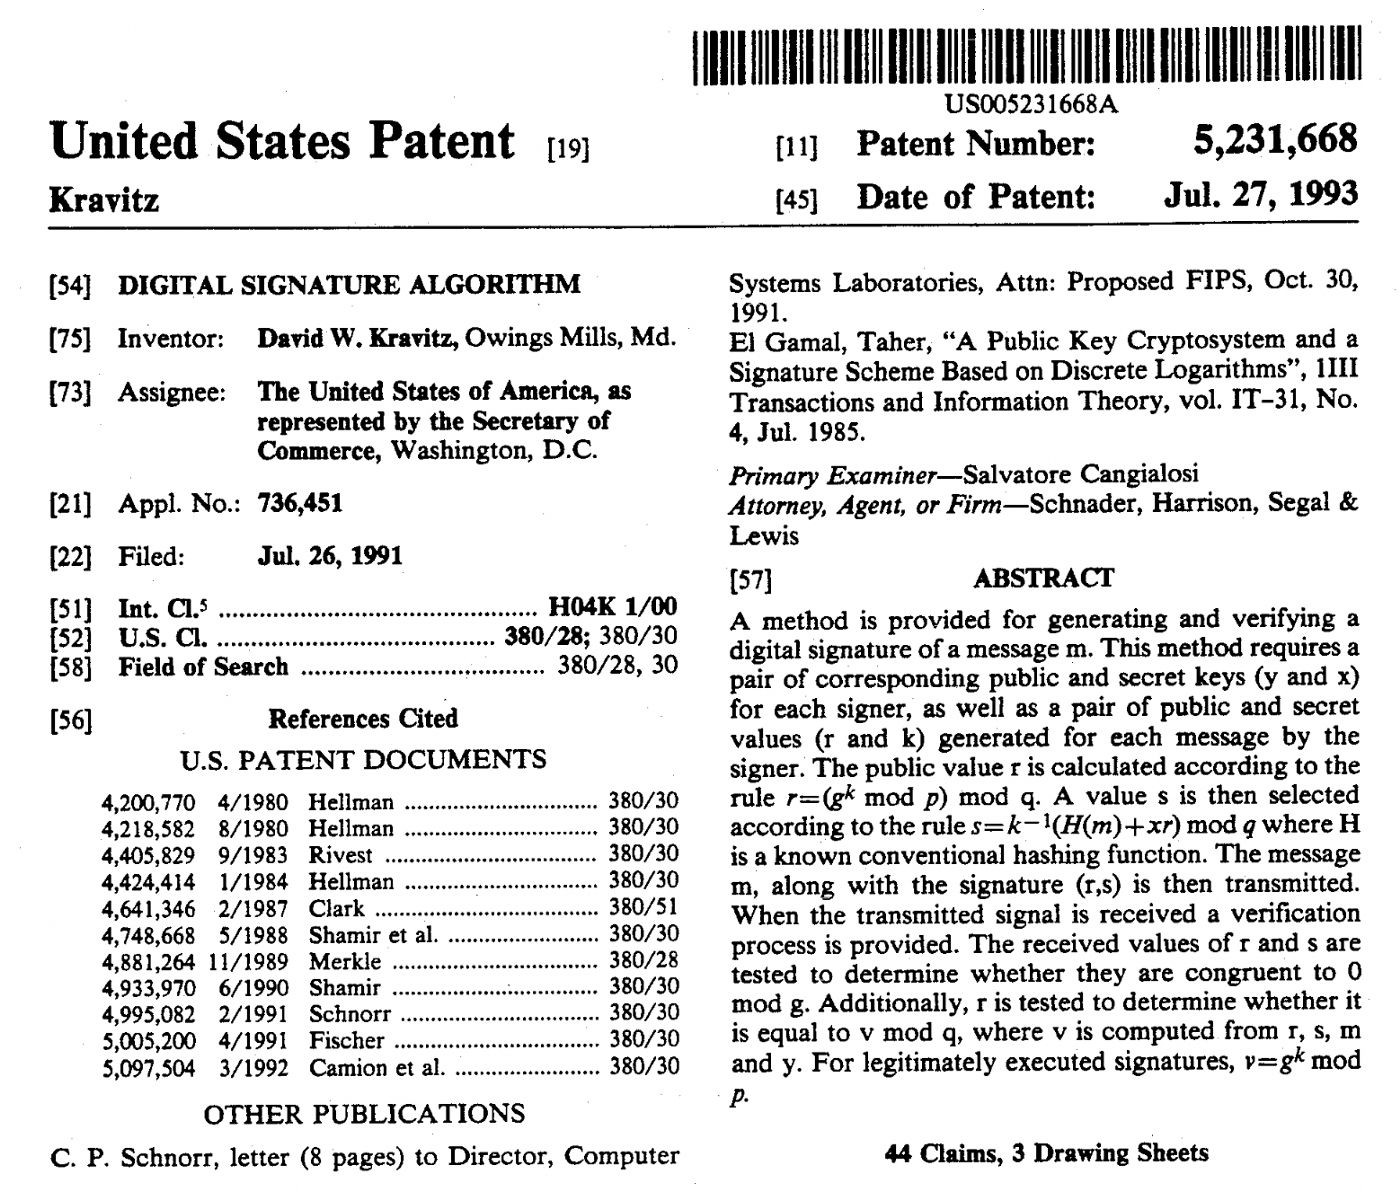 US005231668A
United States Patent [19]
Kravitz
[11] Patent Number: 5,231,668
[45] Date of Patent: Jul. 27, 1993
[54] DIGITAL SIGNATURE ALGORITHM
[75] Inventor: David W. Kravitz, Owings Mills, Md.
[73] Assignee: The United States of America, as
represented by the Secretary of
Commerce, Washington, D.C.
[21] Appl. No.: 736,451
[22] Filed: Jul. 26, 1991
[51] Int. Cl.⁵ ............................................... H04K 1/00
[52] U.S. Cl. ......................................... 380/28; 380/30
[58] Field of Search .................................... 380/28, 30
[56] References Cited
U.S. PATENT DOCUMENTS
4,200,770 4/1980 Hellman ................................ 380/30
4,218,582 8/1980 Hellman ................................ 380/30
4,405,829 9/1983 Rivest ................................... 380/30
4,424,414 1/1984 Hellman ................................ 380/30
4,641,346 2/1987 Clark ..................................... 380/51
4,748,668 5/1988 Shamir et al. ......................... 380/30
4,881,264 11/1989 Merkle .................................. 380/28
4,933,970 6/1990 Shamir .................................. 380/30
4,995,082 2/1991 Schnorr ................................. 380/30
5,005,200 4/1991 Fischer .................................. 380/30
5,097,504 3/1992 Camion et al. ........................ 380/30
OTHER PUBLICATIONS
C. P. Schnorr, letter (8 pages) to Director, Computer
Systems Laboratories, Attn: Proposed FIPS, Oct. 30,
1991.
El Gamal, Taher, “A Public Key Cryptosystem and a
Signature Scheme Based on Discrete Logarithms”, 1III
Transactions and Information Theory, vol. IT-31, No.
4, Jul. 1985.
Primary Examiner—Salvatore Cangialosi
Attorney, Agent, or Firm—Schnader, Harrison, Segal &
Lewis
[57] ABSTRACT
A method is provided for generating and verifying a
digital signature of a message m. This method requires a
pair of corresponding public and secret keys (y and x)
for each signer, as well as a pair of public and secret
values (r and k) generated for each message by the
signer. The public value r is calculated according to the
rule r=(gᵏ mod p) mod q. A value s is then selected
according to the rule s=k⁻¹(H(m)+xr) mod q where H
is a known conventional hashing function. The message
m, along with the signature (r,s) is then transmitted.
When the transmitted signal is received a verification
process is provided. The received values of r and s are
tested to determine whether they are congruent to 0
mod g. Additionally, r is tested to determine whether it
is equal to v mod q, where v is computed from r, s, m
and y. For legitimately executed signatures, v=gᵏ mod
p.
44 Claims, 3 Drawing Sheets